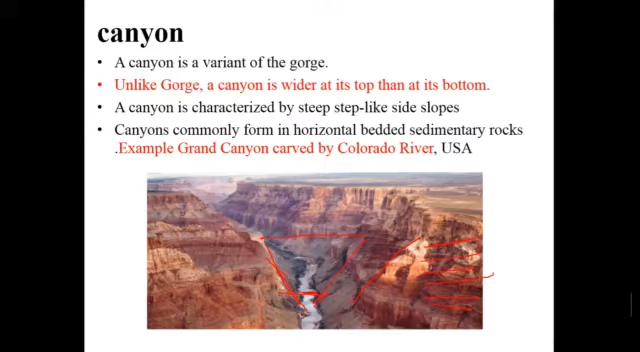 canyon
• A canyon is a variant of the gorge.
• Unlike Gorge, a canyon is wider at its top than at its bottom.
• A canyon is characterized by steep step-like side slopes
• Canyons commonly form in horizontal bedded sedimentary rocks
.Example Grand Canyon carved by Colorado River, USA